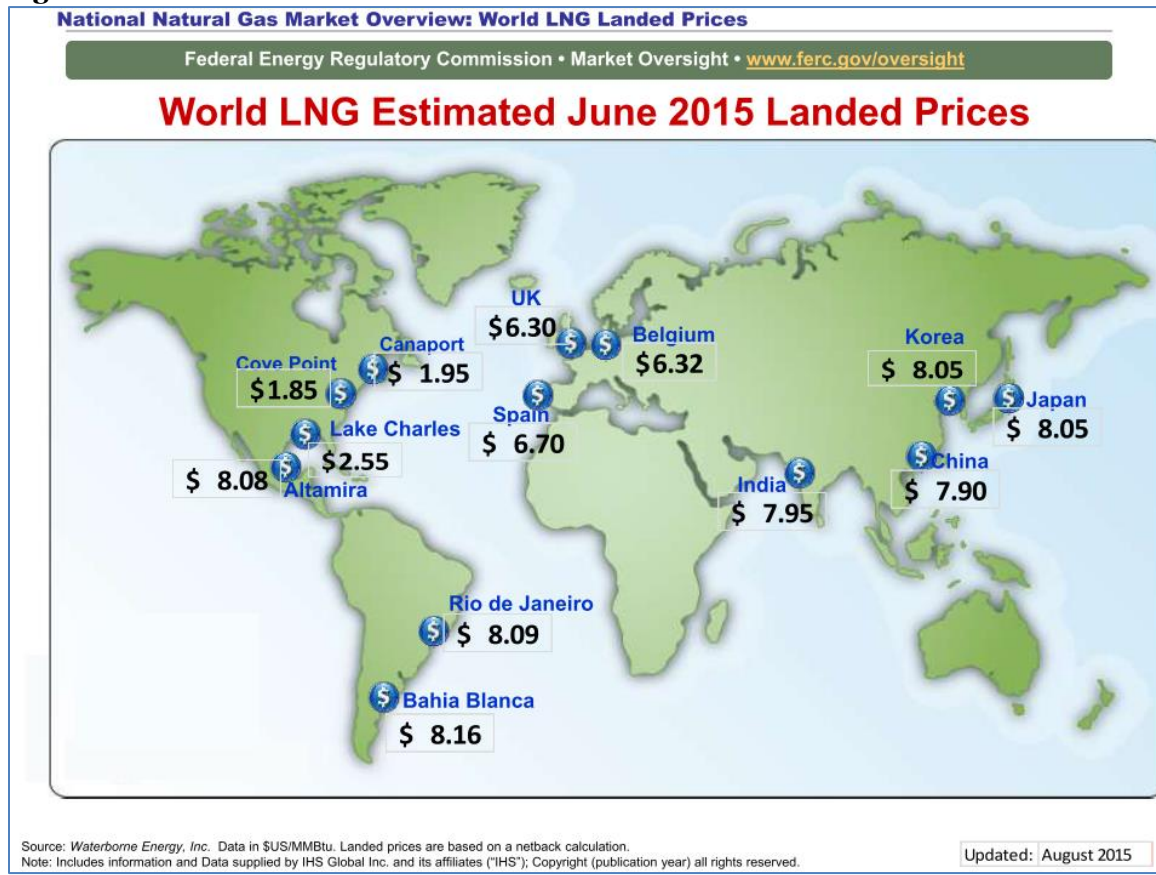 National Natural Gas Market Overview: World LNG Landed Prices
Federal Energy Regulatory Commission • Market Oversight • www.ferc.gov/oversight
World LNG Estimated June 2015 Landed Prices
UK
$6.30
Belgium
$6.32
Korea
$ 8.05
Canaport
$ 1.95
Cove Point
$1.85
Japan
$ 8.05
Spain
$ 6.70
Lake Charles
$2.55
$ 8.08
Altamira
China
$ 7.90
India
$ 7.95
Rio de Janeiro
$ 8.09
Bahia Blanca
$ 8.16
Source: Waterborne Energy, Inc. Data in $US/MMBtu. Landed prices are based on a netback calculation.
Note: Includes information and Data supplied by IHS Global Inc. and its affiliates ("IHS"); Copyright (publication year) all rights reserved.
Updated: August 2015